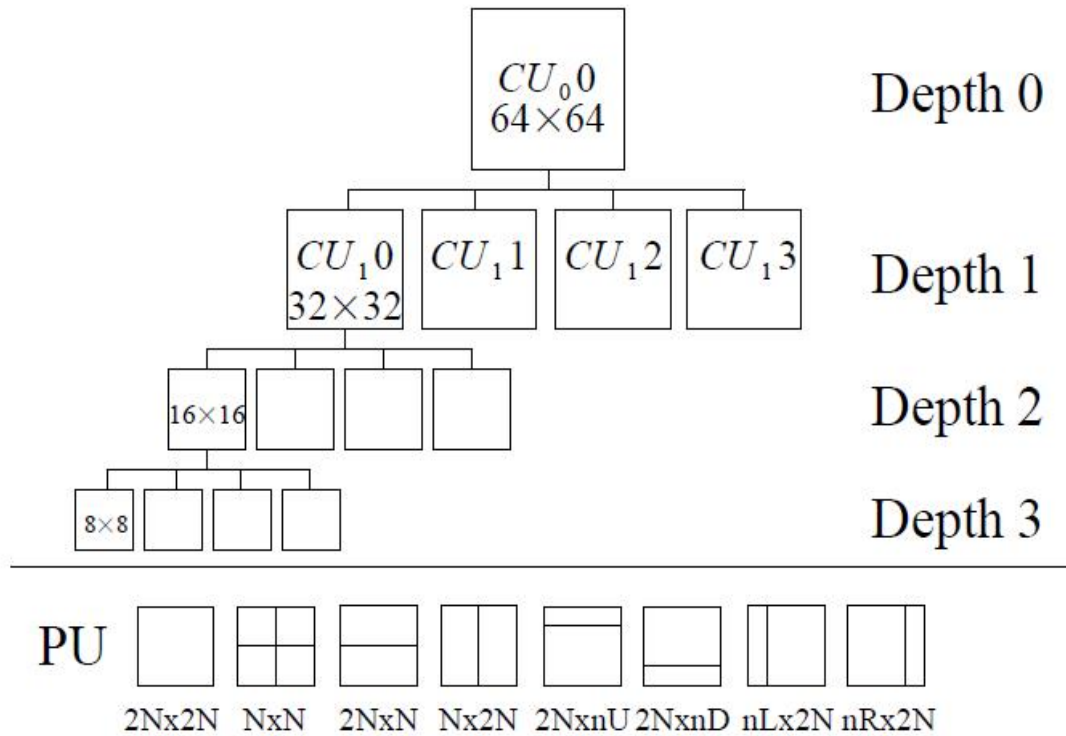 CU₀0
64×64
Depth 0
CU₁0
32×32
CU₁1
CU₁2
CU₁3
Depth 1
16×16
Depth 2
8×8
Depth 3
PU
2Nx2N
NxN
2NxN
Nx2N
2NxnU
2NxnD
nLx2N
nRx2N